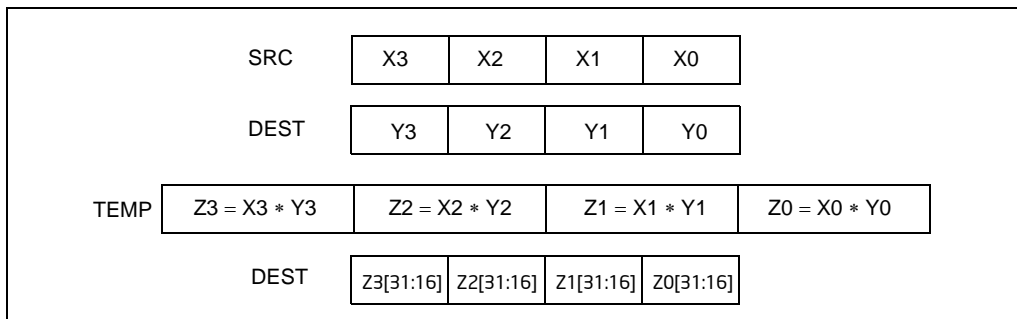 SRC X3 X2 X1 X0
DEST Y3 Y2 Y1 Y0
TEMP Z3 = X3 ∗ Y3 Z2 = X2 ∗ Y2 Z1 = X1 ∗ Y1 Z0 = X0 ∗ Y0
DEST Z3[31:16] Z2[31:16] Z1[31:16] Z0[31:16]